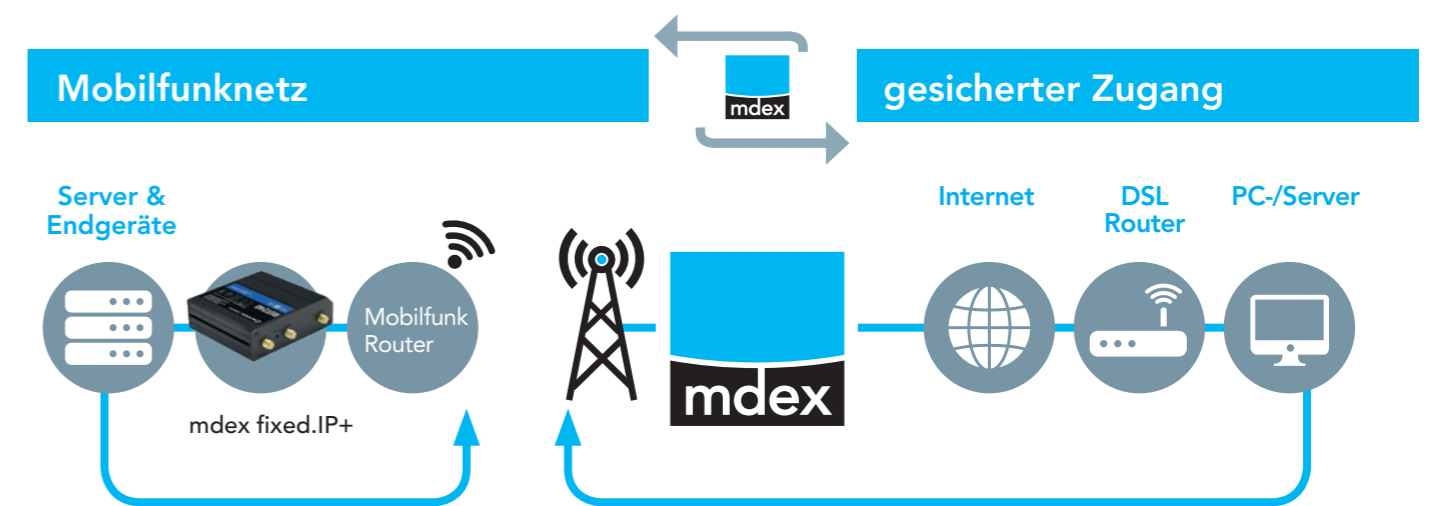 Mobilfunknetz
mdex
gesicherter Zugang
Server &
Endgeräte
Internet
DSL
Router
PC-/Server
Mobilfunk
Router
mdex
mdex fixed.IP+